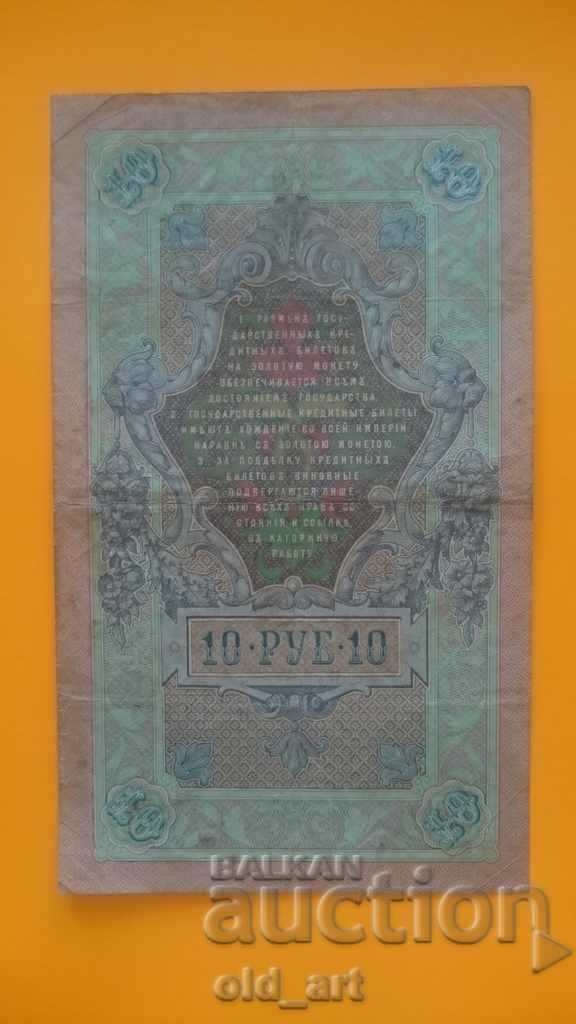 1. РАЗМѢНЪ ГОСУ-
ДАРСТВЕННЫХЪ КРЕ-
ДИТНЫХЪ БИЛЕТОВЪ
НА ЗОЛОТУЮ МОНЕТУ
ОБЕЗПЕЧИВАЕТСЯ ВСѢМЪ
ДОСТОЯНІЕМЪ ГОСУДАРСТВА.
2. ГОСУДАРСТВЕННЫЕ КРЕДИТНЫЕ БИЛЕТЫ
ИМѢЮТЪ ХОЖДЕНІЕ ВО ВСЕЙ ИМПЕРІИ
НАРАВНѢ СЪ ЗОЛОТОЮ МОНЕТОЮ.
3. ЗА ПОДДѢЛКУ КРЕДИТНЫХЪ
БИЛЕТОВЪ ВИНОВНЫЕ
ПОДВЕРГАЮТСЯ ЛИШЕ-
НІЮ ВСѢХЪ ПРАВЪ СО-
СТОЯНІЯ И ССЫЛКѢ
ВЪ КАТОРЖНУЮ
РАБОТУ.
10·РУБ·10
BALKAN
auction
old_art